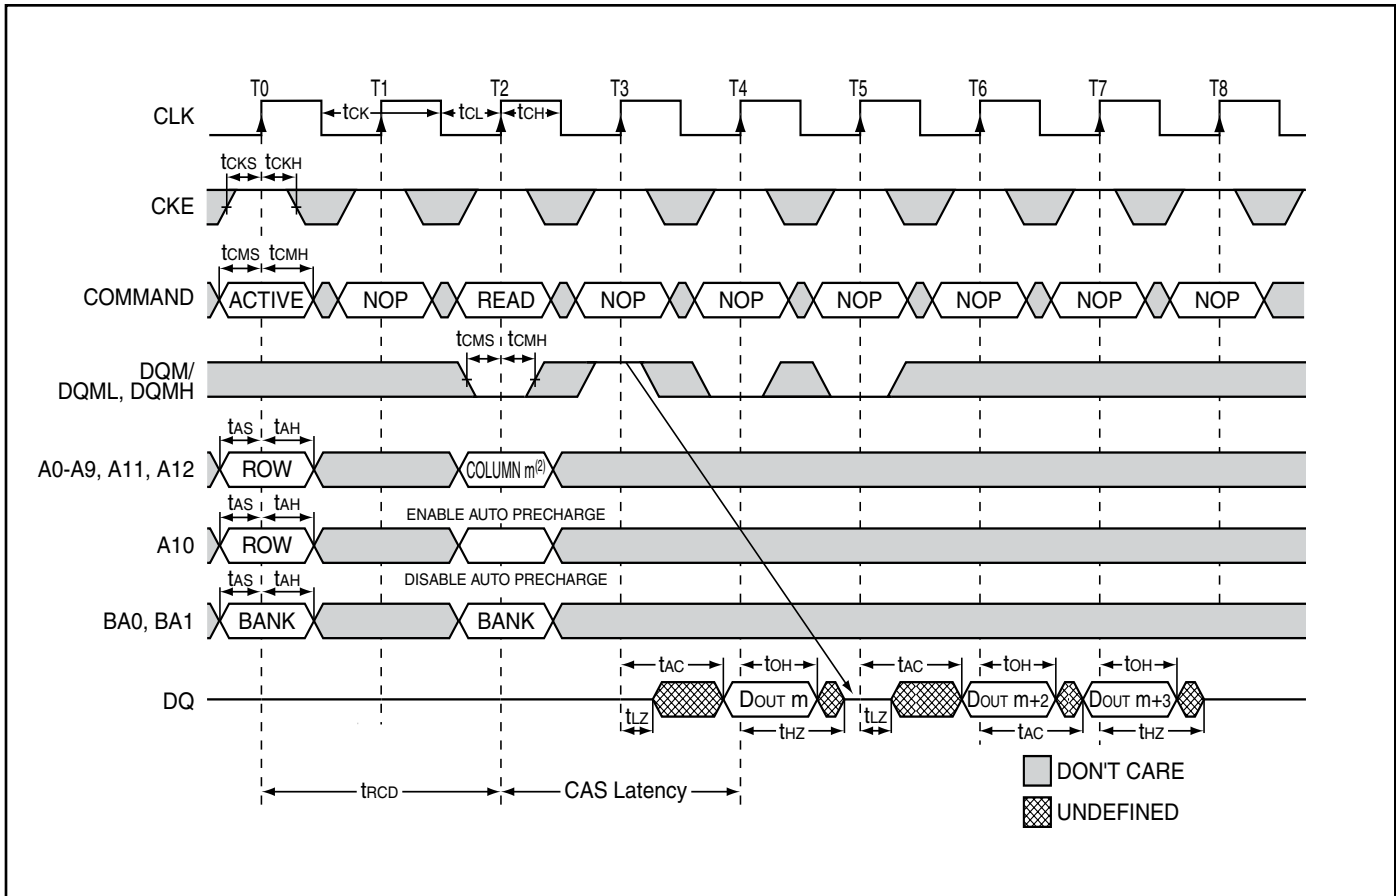 T0 T1 T2 T3 T4 T5 T6 T7 T8
CLK tCK tCL tCH
tCKS tCKH
CKE
tCMS tCMH
COMMAND ACTIVE NOP READ NOP NOP NOP NOP NOP NOP
tCMS tCMH
DQM/
DQML, DQMH
tAS tAH
A0-A9, A11, A12 ROW COLUMN m(2)
tAS tAH ENABLE AUTO PRECHARGE
A10 ROW
tAS tAH DISABLE AUTO PRECHARGE
BA0, BA1 BANK BANK
tAC tOH tAC tOH tOH
DQ DOUT m DOUT m+2 DOUT m+3
tLZ tHZ tLZ tAC tHZ
DON'T CARE
tRCD CAS Latency
UNDEFINED